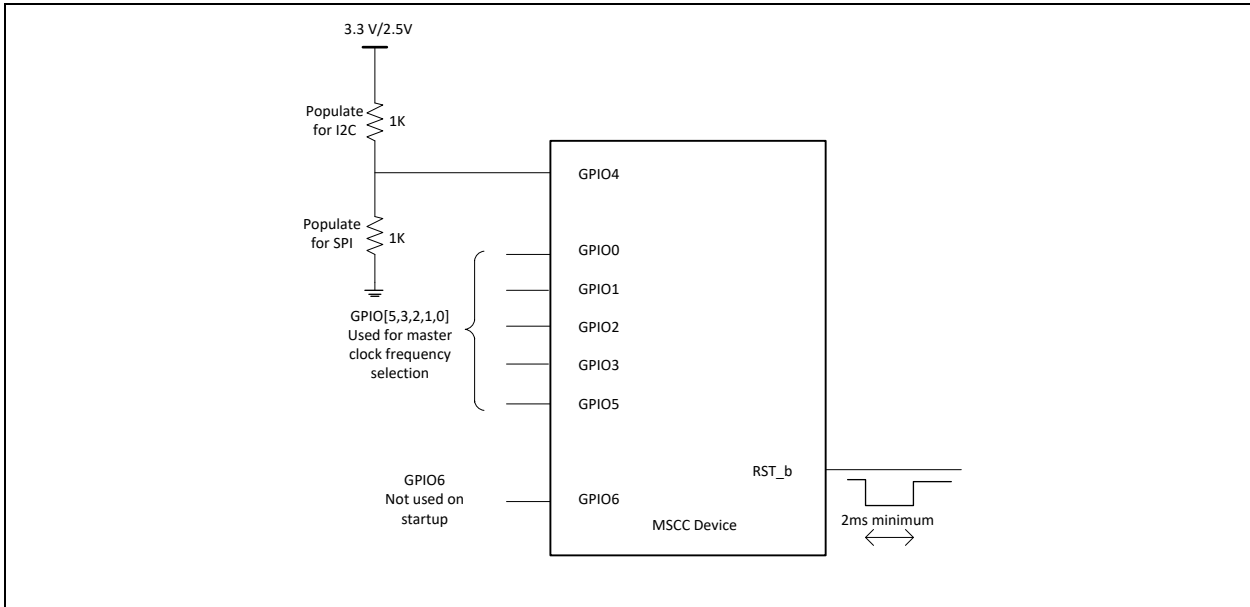 3.3 V/2.5V
Populate
for I2C
1K
GPIO4
Populate
for SPI
1K
GPIO0
GPIO1
GPIO2
GPIO3
GPIO5
GPIO[5,3,2,1,0]
Used for master
clock frequency
selection
RST_b
GPIO6
Not used on
startup
GPIO6
MSCC Device
2ms minimum